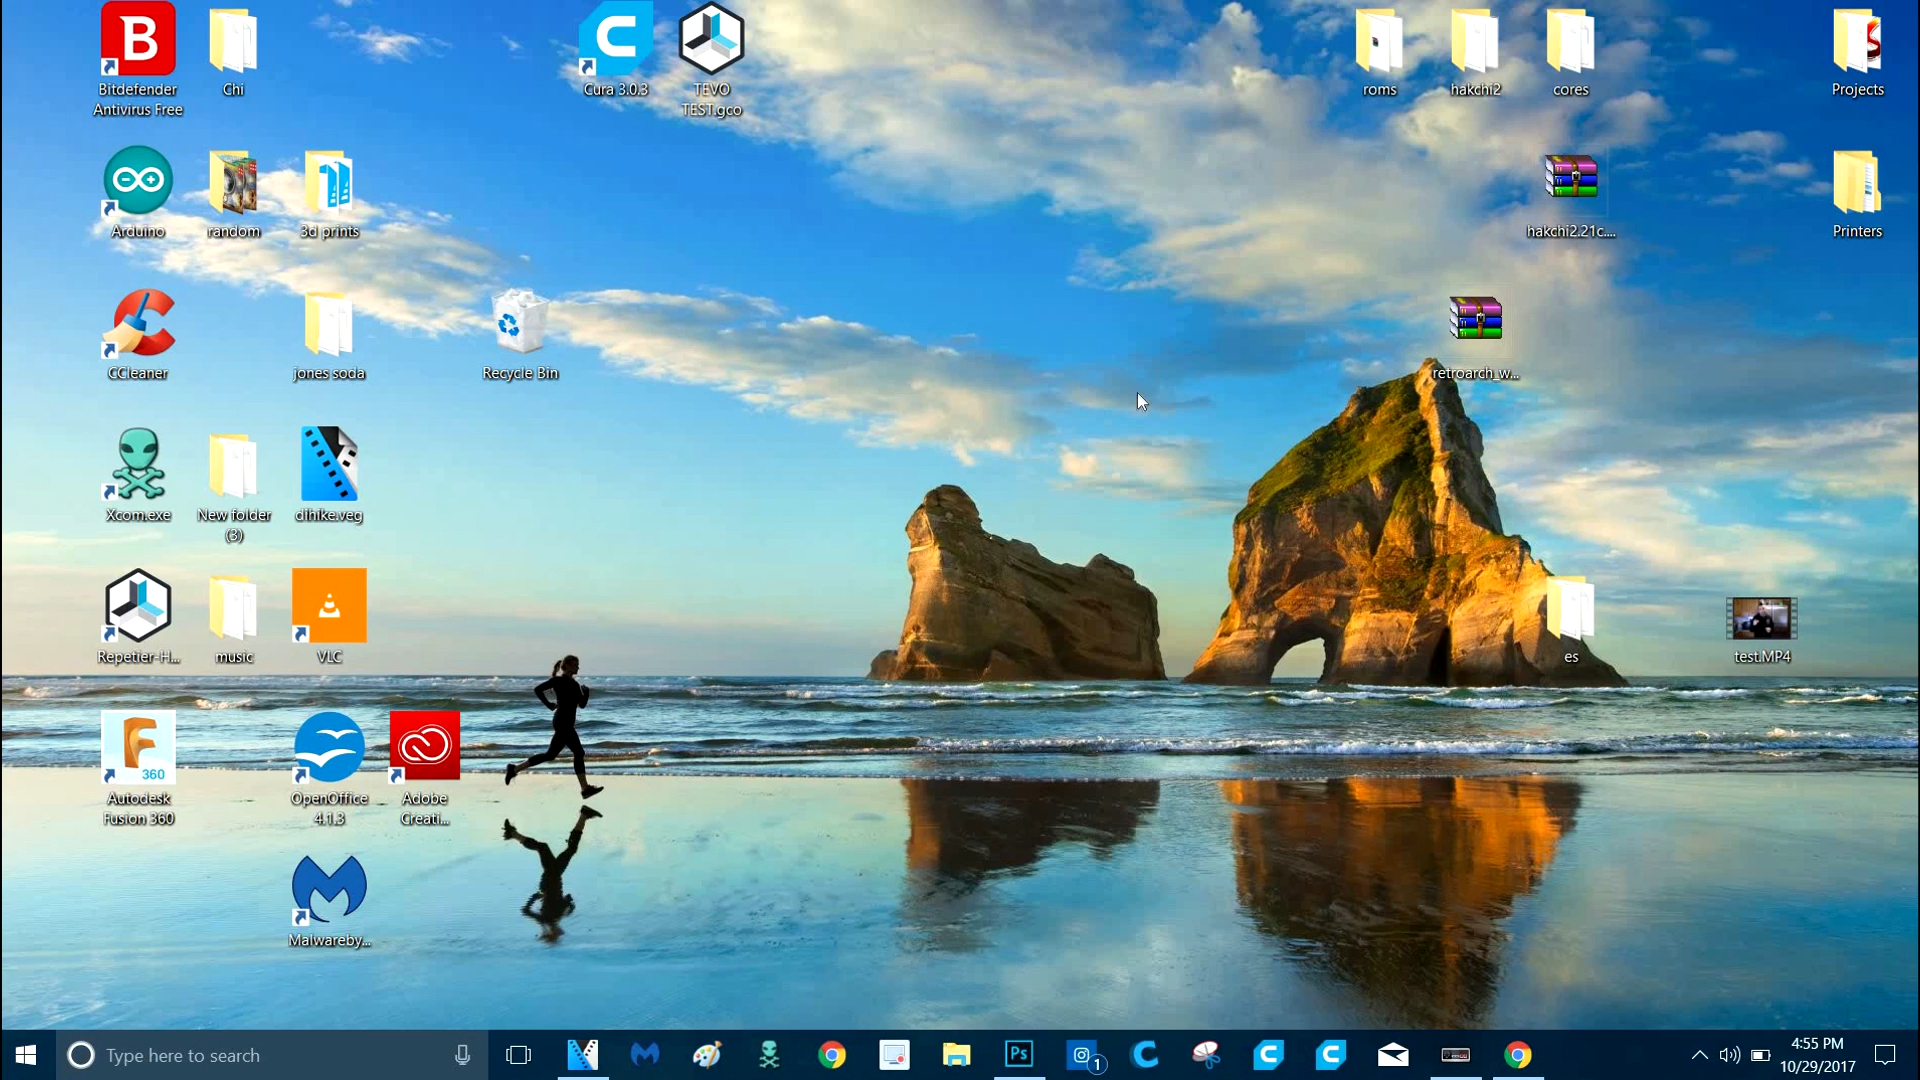 Bitdefender
Antivirus Free
Chi
Cura 3.0.3
TEVO
TEST.gco
roms
hakchi2
cores
Projects
Arduino
random
3d prints
hakchi2.21c....
Printers
CCleaner
jones soda
Recycle Bin
retroarch_w...
Xcom.exe
New folder
(3)
dihike.veg
Repetier-H...
music
VLC
es
test.MP4
360
Autodesk
Fusion 360
OpenOffice
4.1.3
Adobe
Creati...
Malwareby...
Type here to search
Ps
1
4:55 PM
10/29/2017